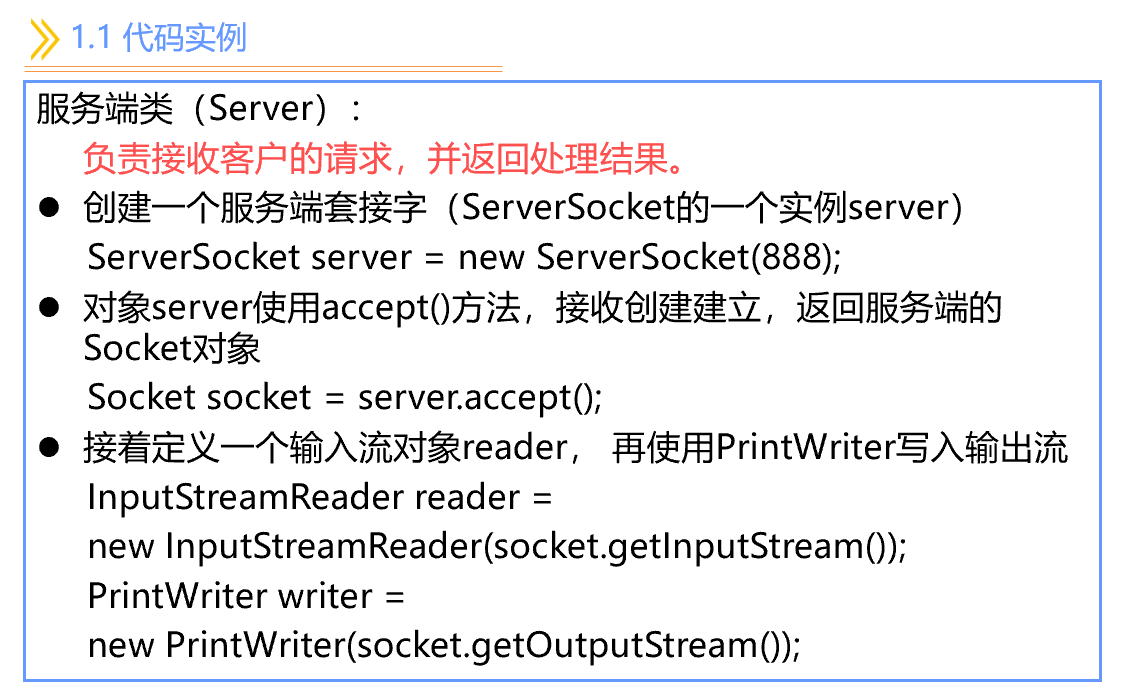 1.1 代码实例
服务端类（Server）：
负责接收客户的请求，并返回处理结果。
● 创建一个服务端套接字（ServerSocket的一个实例server）
ServerSocket server = new ServerSocket(888);
● 对象server使用accept()方法，接收创建建立，返回服务端的
Socket对象
Socket socket = server.accept();
● 接着定义一个输入流对象reader， 再使用PrintWriter写入输出流
InputStreamReader reader =
new InputStreamReader(socket.getInputStream());
PrintWriter writer =
new PrintWriter(socket.getOutputStream());